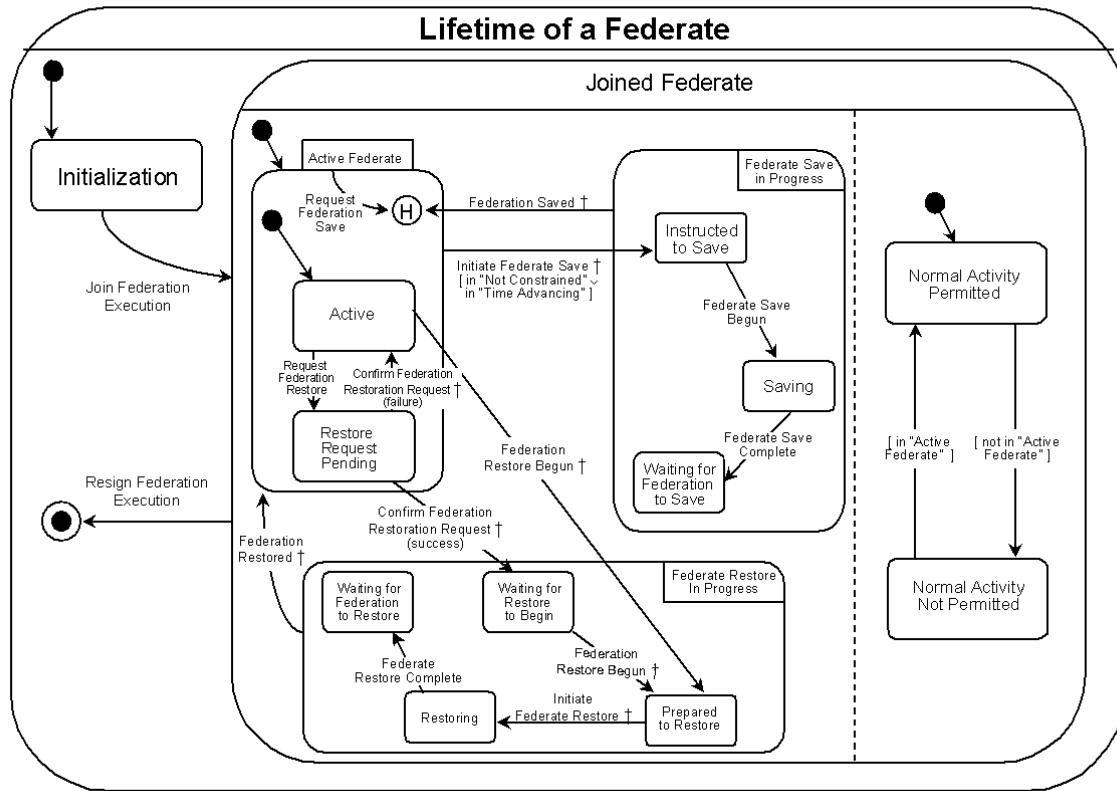 Lifetime of a Federate
Joined Federate
Initialization
Join Federation
Execution
Resign Federation
Execution
Active Federate
Request
Federation
Save
H
Active
Request
Federation
Restore
Confirm Federation
Restoration Request †
(failure)
Restore
Request
Pending
Federation Saved †
Initiate Federate Save †
[ in "Not Constrained" ⌵
in "Time Advancing" ]
Federate Save
in Progress
Instructed
to Save
Federate Save
Begun
Saving
Federate Save
Complete
Waiting for
Federation
to Save
Federation
Restore Begun †
Confirm Federation
Restoration Request †
(success)
Federation
Restored †
Federate Restore
In Progress
Waiting for
Federation
to Restore
Waiting for
Restore
to Begin
Federation
Restore Begun †
Federate
Restore Complete
Restoring
Initiate
Federate Restore †
Prepared
to Restore
Normal Activity
Permitted
[ in "Active
Federate" ]
[ not in "Active
Federate" ]
Normal Activity
Not Permitted